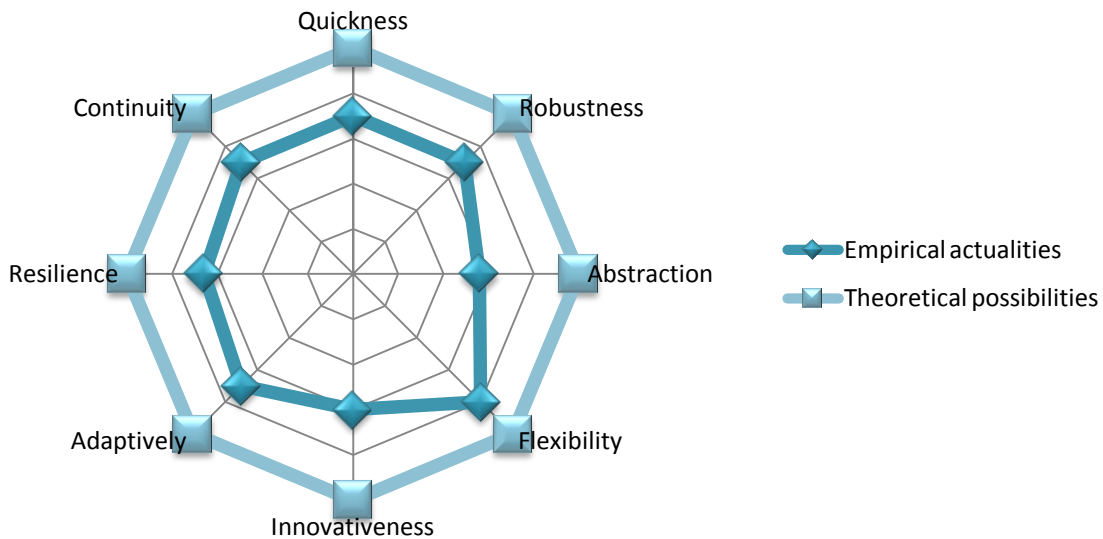 Quickness
Continuity
Robustness
Resilience
Abstraction
Adaptively
Flexibility
Innovativeness
Empirical actualities
Theoretical possibilities